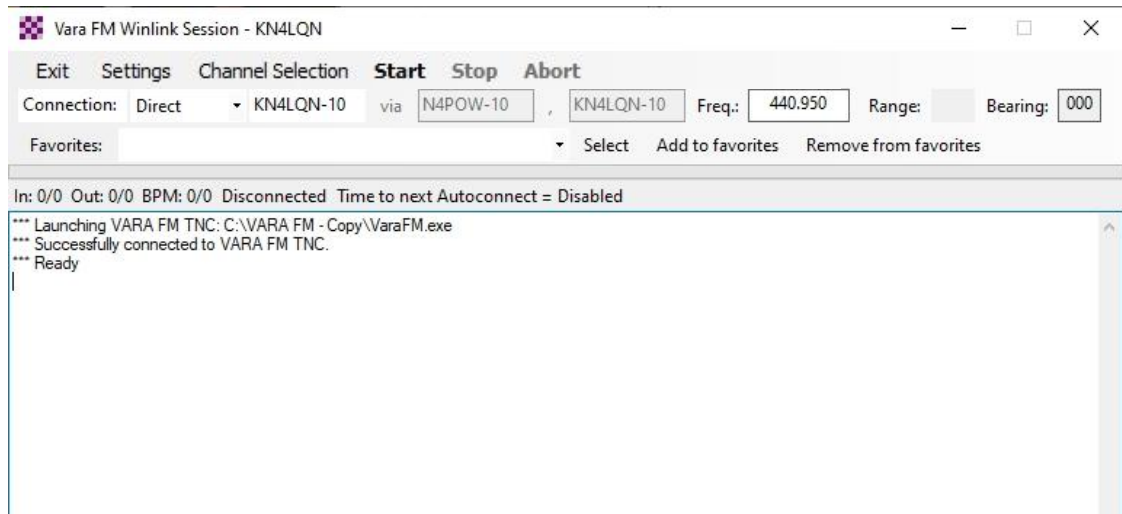 Vara FM Winlink Session - KN4LQN
Exit Settings Channel Selection Start Stop Abort
Connection: Direct KN4LQN-10 via N4POW-10 , KN4LQN-10 Freq.: 440.950 Range: Bearing: 000
Favorites: Select Add to favorites Remove from favorites
In: 0/0 Out: 0/0 BPM: 0/0 Disconnected Time to next Autoconnect = Disabled
*** Launching VARA FM TNC: C:\VARA FM - Copy\VaraFM.exe
*** Successfully connected to VARA FM TNC.
*** Ready